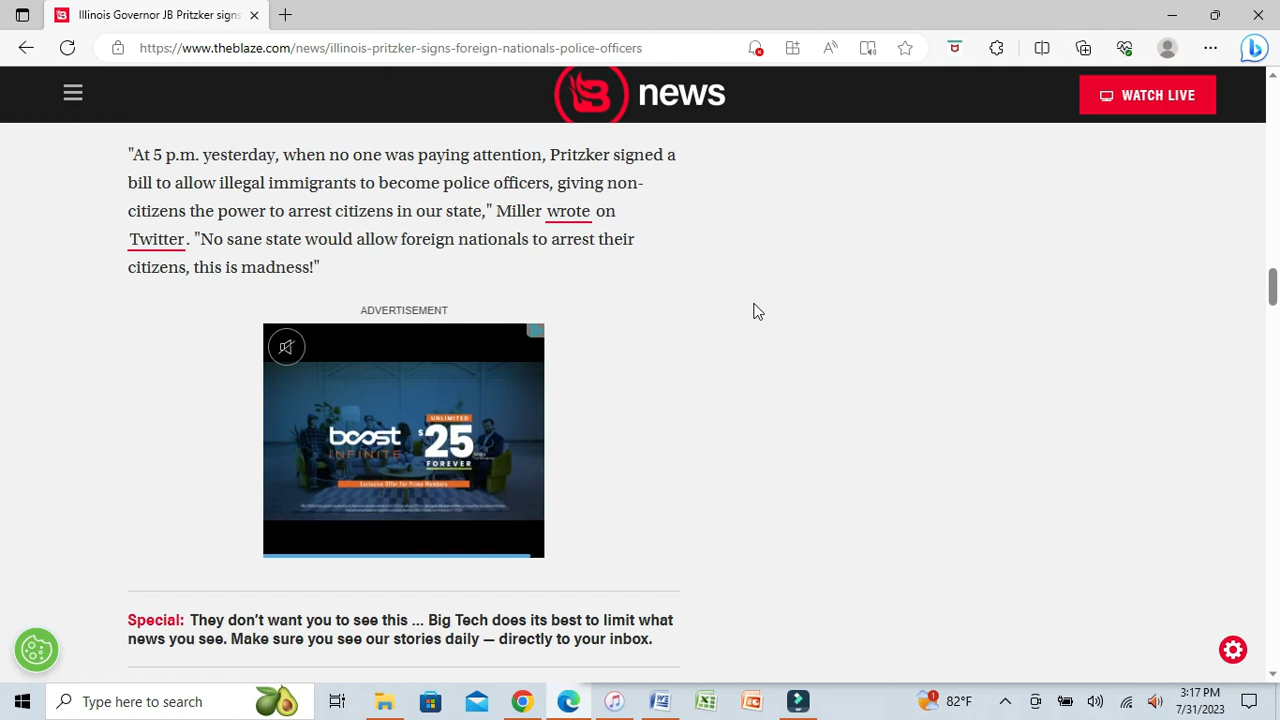 Illinois Governor JB Pritzker signs
https://www.theblaze.com/news/illinois-pritzker-signs-foreign-nationals-police-officers
news
WATCH LIVE
"At 5 p.m. yesterday, when no one was paying attention, Pritzker signed a
bill to allow illegal immigrants to become police officers, giving non-
citizens the power to arrest citizens in our state," Miller wrote on
Twitter. "No sane state would allow foreign nationals to arrest their
citizens, this is madness!"
ADVERTISEMENT
UNLIMITED
boost $25
INFINITE
FOREVER
Exclusive Offer For Prime Members
Special: They don't want you to see this ... Big Tech does its best to limit what
news you see. Make sure you see our stories daily — directly to your inbox.
Type here to search
1
82°F
3:17 PM
7/31/2023